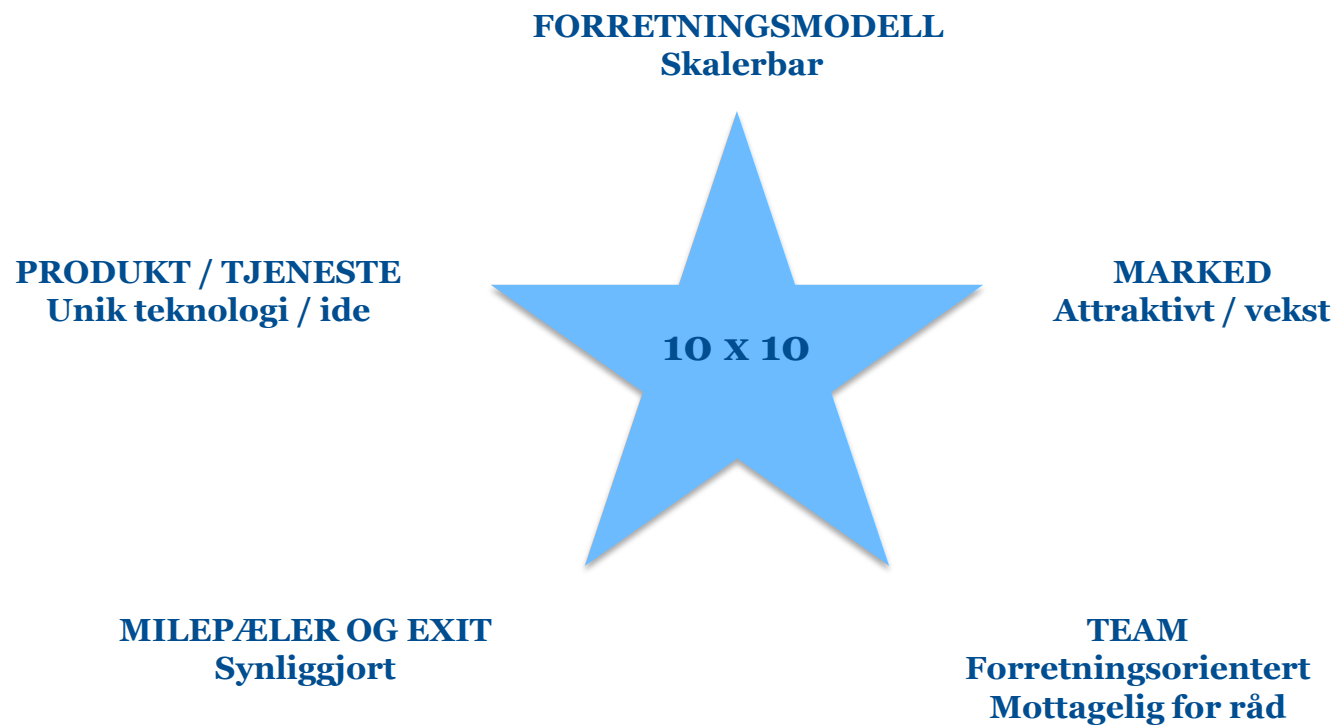 FORRETNINGSMODELL
Skalerbar
PRODUKT / TJENESTE
Unik teknologi / ide
MARKED
Attraktivt / vekst
10 x 10
MILEPÆLER OG EXIT
Synliggjort
TEAM
Forretningsorientert
Mottagelig for råd